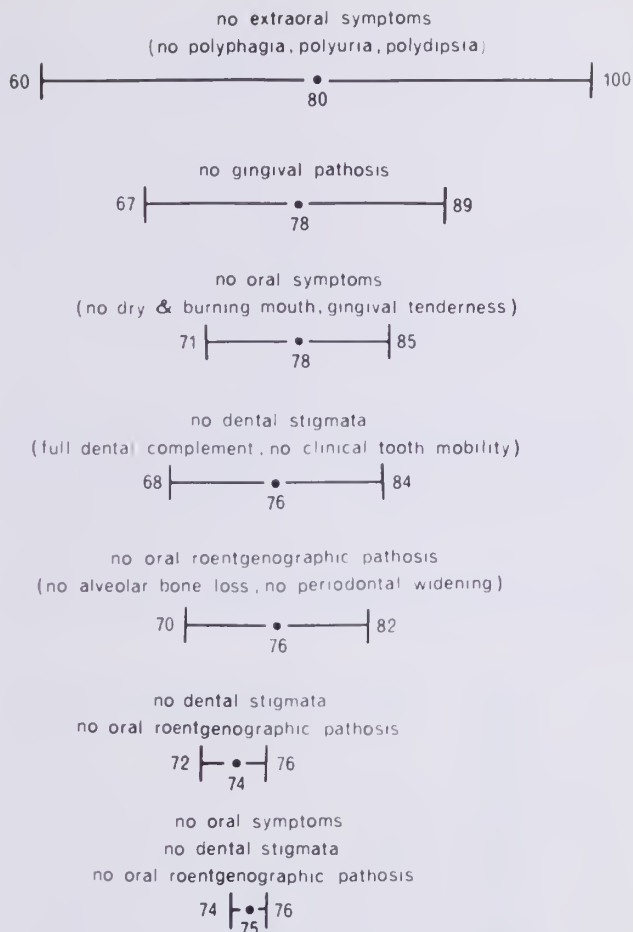 no extraoral symptoms
(no polyphagia, polyuria, polydipsia)
60 100
80
no gingival pathosis
67 89
78
no oral symptoms
(no dry & burning mouth, gingival tenderness)
71 85
78
no dental stigmata
(full dental complement, no clinical tooth mobility)
68 84
76
no oral roentgenographic pathosis
(no alveolar bone loss, no periodontal widening)
70 82
76
no dental stigmata
no oral roentgenographic pathosis
72 76
74
no oral symptoms
no dental stigmata
no oral roentgenographic pathosis
74 76
75